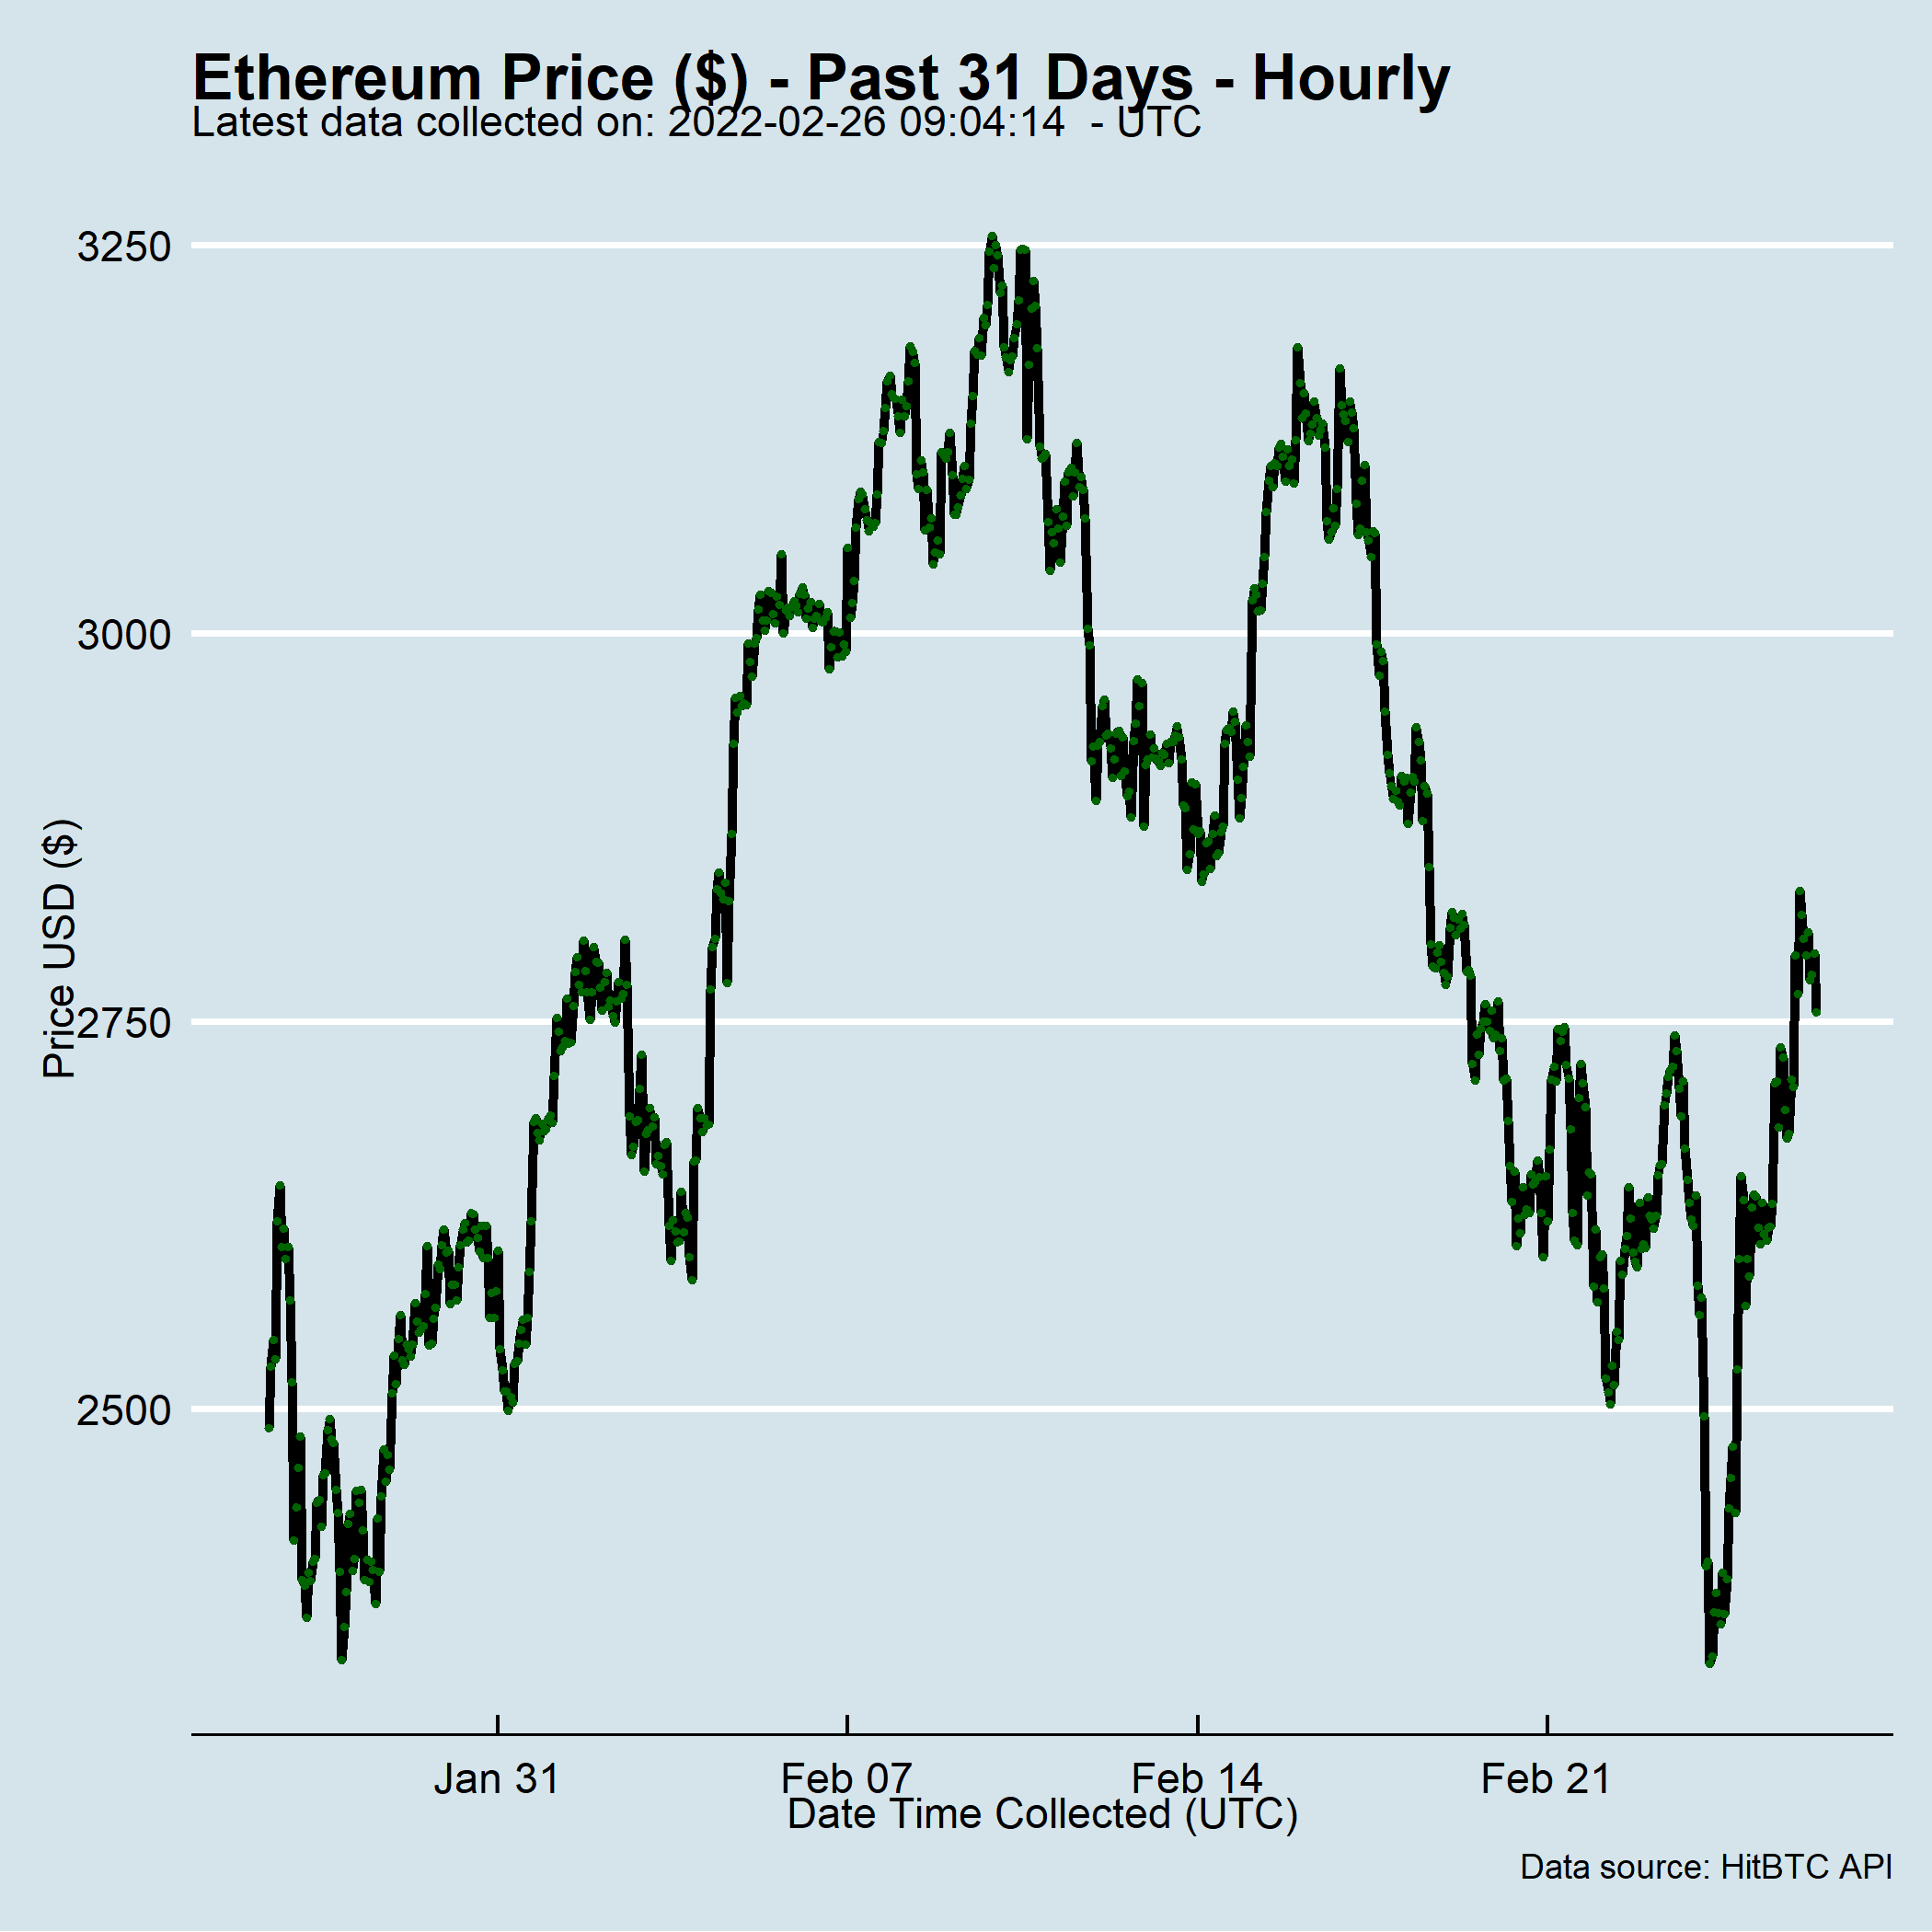 Ethereum Price ($) - Past 31 Days - Hourly
Latest data collected on: 2022-02-26 09:04:14  - UTC
Price USD ($)
3250
3000
2750
2500
Jan 31
Feb 07
Feb 14
Feb 21
Date Time Collected (UTC)
Data source: HitBTC API